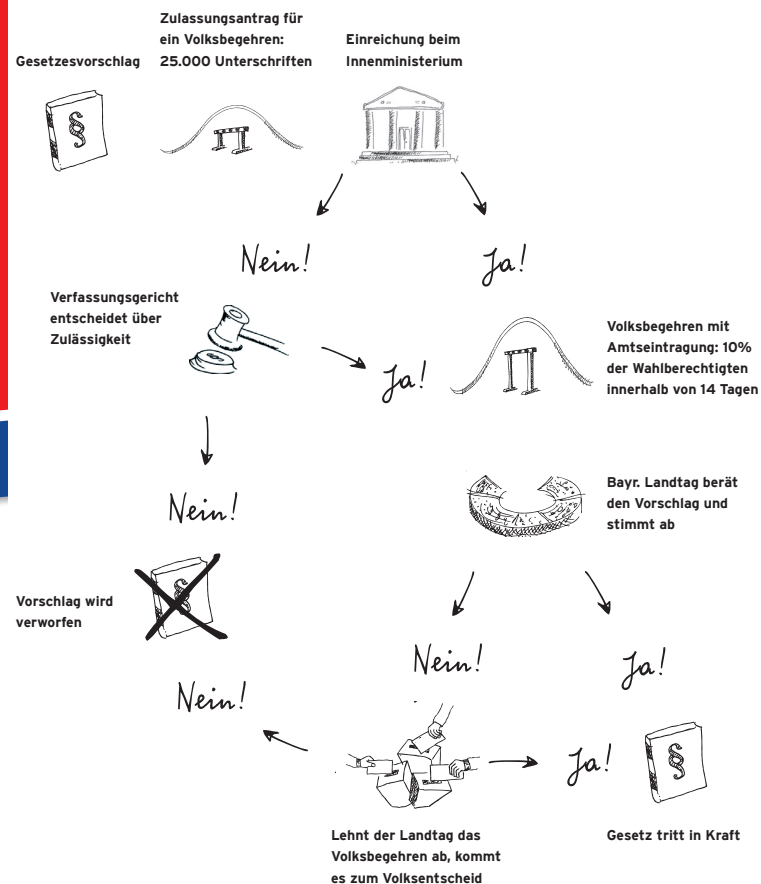 Gesetzesvorschlag
Zulassungsantrag für
ein Volksbegehren:
25.000 Unterschriften
Einreichung beim
Innenministerium
§
Nein!
Ja!
Verfassungsgericht
entscheidet über
Zulässigkeit
§
Ja!
Volksbegehren mit
Amtseintragung: 10%
der Wahlberechtigten
innerhalb von 14 Tagen
Nein!
Bayr. Landtag berät
den Vorschlag und
stimmt ab
Vorschlag wird
verworfen
§
Nein!
Ja!
Nein!
Ja!
§
Lehnt der Landtag das
Volksbegehren ab, kommt
es zum Volksentscheid
Gesetz tritt in Kraft